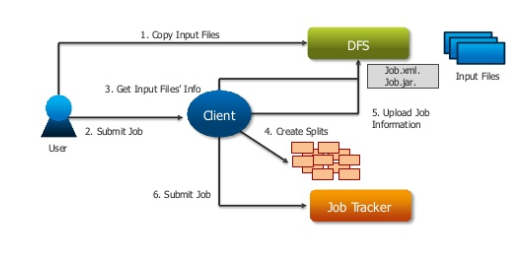 1. Copy Input Files
DFS
Job.xml.
Job.jar.
Input Files
3. Get Input Files' Info
Client
5. Upload Job
Information
2. Submit Job
User
4. Create Splits
6. Submit Job
Job Tracker